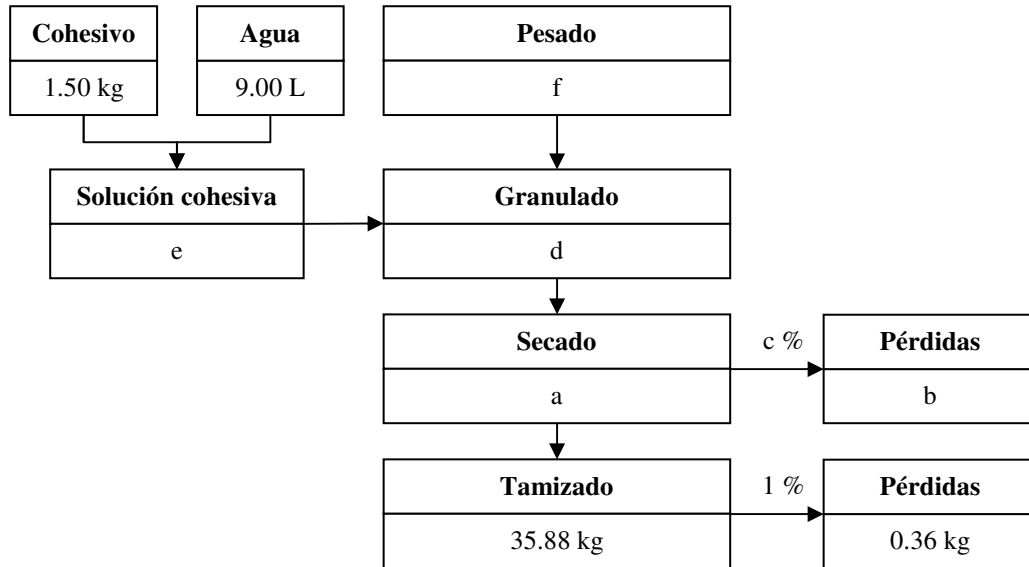 Cohesivo
Agua
Pesado
1.50 kg
9.00 L
f
Solución cohesiva
Granulado
e
d
Secado
c %
Pérdidas
a
b
Tamizado
1 %
Pérdidas
35.88 kg
0.36 kg